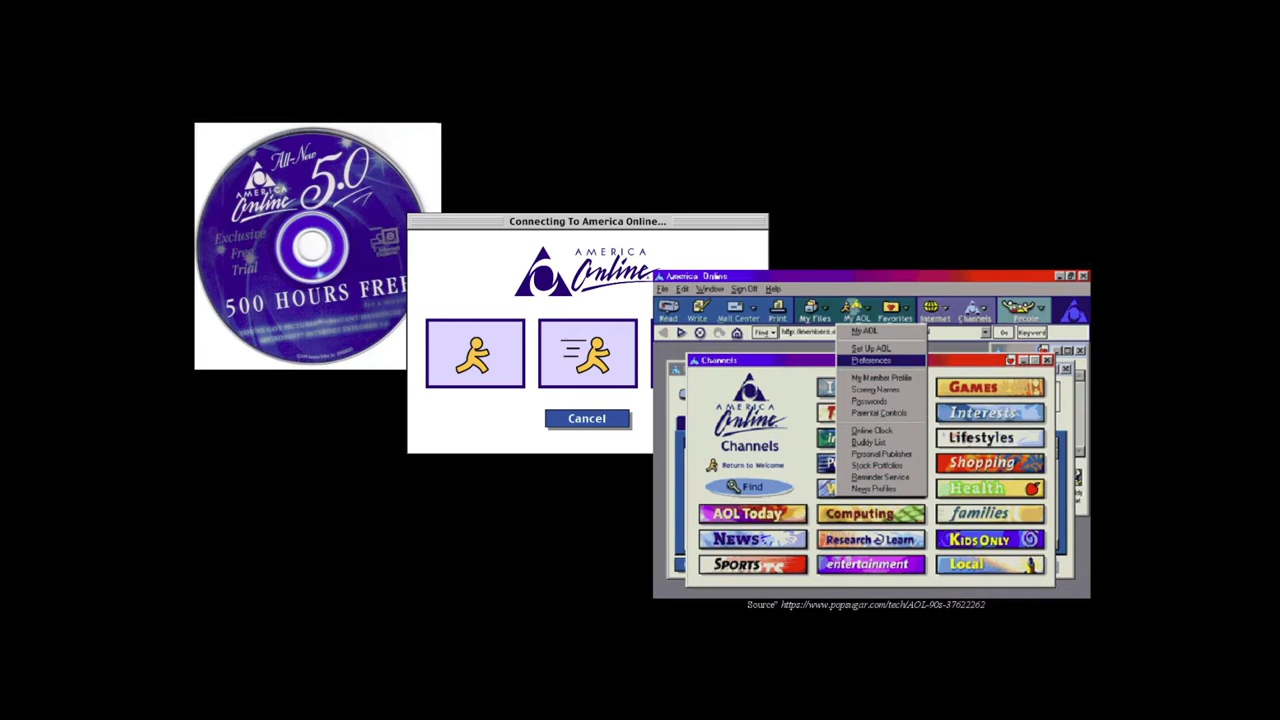 All-New
5.0
AMERICA
Online
Exclusive
Free
Trial
500 HOURS FREE
Connecting To America Online...
AMERICA
Online
Cancel
America Online
File Edit Window Sign Off Help
Read Write Mail Center Print My Files My AOL Favorites Internet Channels People
Find http://members.a Go Keyword
My AOL
Set Up AOL
Preferences
My Member Profile
Screen Names
Passwords
Parental Controls
Online Clock
Buddy List
Personal Publisher
Stock Portfolios
Reminder Service
News Profiles
Channels
AMERICA
Online
Channels
Return to Welcome
Find
GAMES
Interests
Lifestyles
Shopping
Health
AOL Today Computing families
NEWS Research & Learn KIDS ONLY
SPORTS entertainment Local
Source" https://www.popsugar.com/tech/AOL-90s-37622262